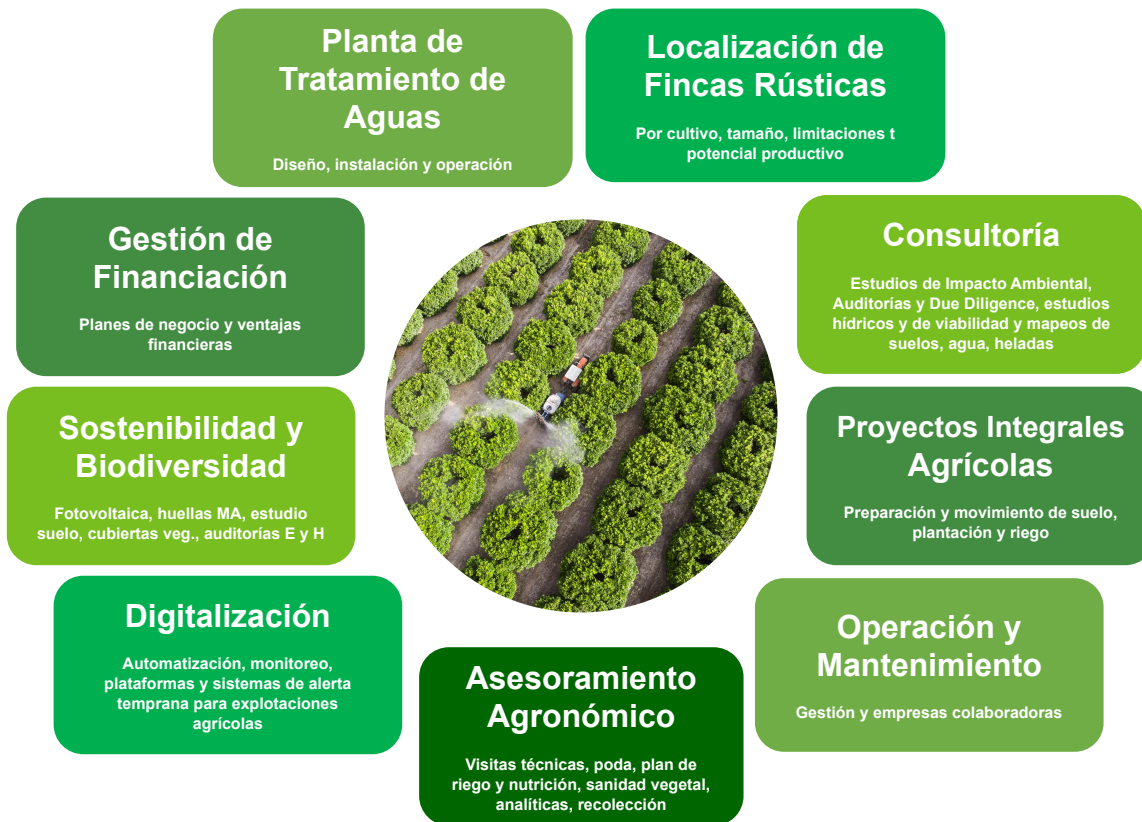 Planta de
Tratamiento de
Aguas
Diseño, instalación y operación
Localización de
Fincas Rústicas
Por cultivo, tamaño, limitaciones t
potencial productivo
Gestión de
Financiación
Planes de negocio y ventajas
financieras
Consultoría
Estudios de Impacto Ambiental,
Auditorías y Due Diligence, estudios
hídricos y de viabilidad y mapeos de
suelos, agua, heladas
Sostenibilidad y
Biodiversidad
Fotovoltaica, huellas MA, estudio
suelo, cubiertas veg., auditorías E y H
Proyectos Integrales
Agrícolas
Preparación y movimiento de suelo,
plantación y riego
Digitalización
Automatización, monitoreo,
plataformas y sistemas de alerta
temprana para explotaciones
agrícolas
Operación y
Mantenimiento
Gestión y empresas colaboradoras
Asesoramiento
Agronómico
Visitas técnicas, poda, plan de
riego y nutrición, sanidad vegetal,
analíticas, recolección